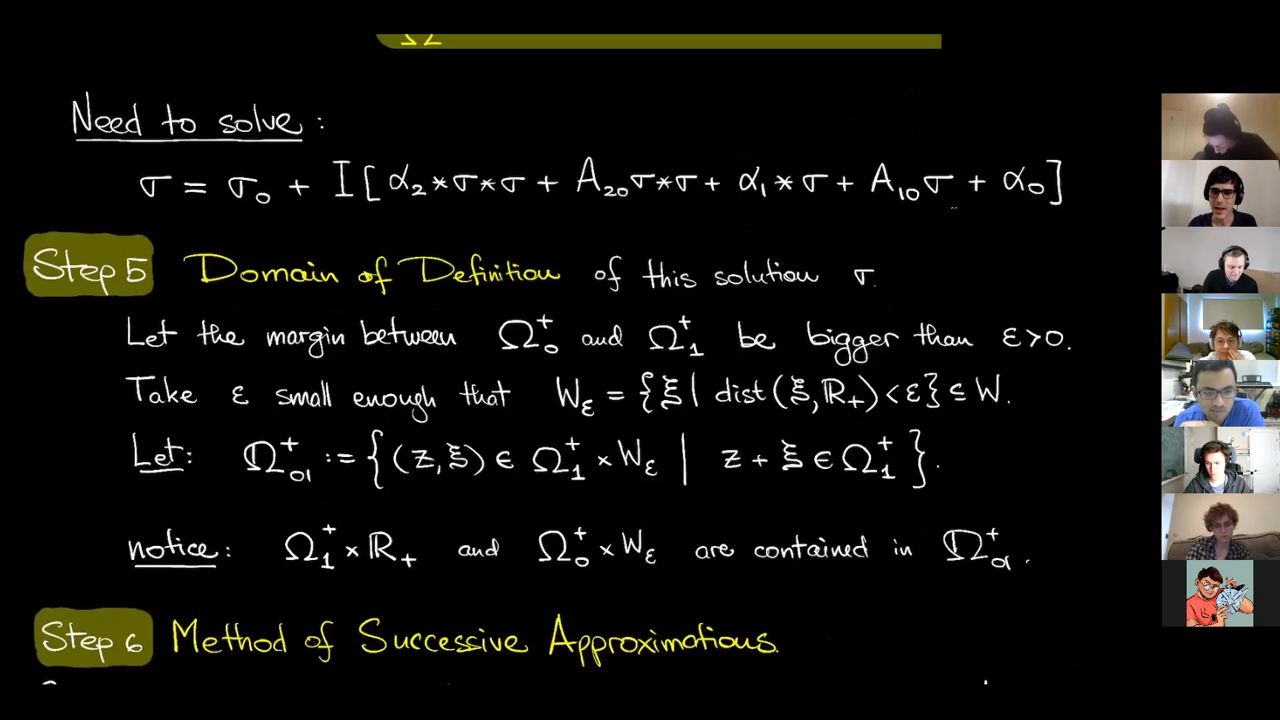 Ω
Need to solve:
σ = σ₀ + I[α₂*σ*σ + A₂₀σ*σ + α₁*σ + A₁₀σ + α₀]
Step 5 Domain of Definition of this solution σ.
Let the margin between Ω₀⁺ and Ω₁⁺ be bigger than ε>0.
Take ε small enough that W_ε = {ξ | dist(ξ,ℝ₊)<ε} ⊆ W.
Let: Ω₀₁⁺ := {(z,ξ) ∈ Ω₁⁺ × W_ε | z + ξ ∈ Ω₁⁺}.
notice: Ω₁⁺ × ℝ₊ and Ω₀⁺ × W_ε are contained in Ω₀₁⁺.
Step 6 Method of Successive Approximations.